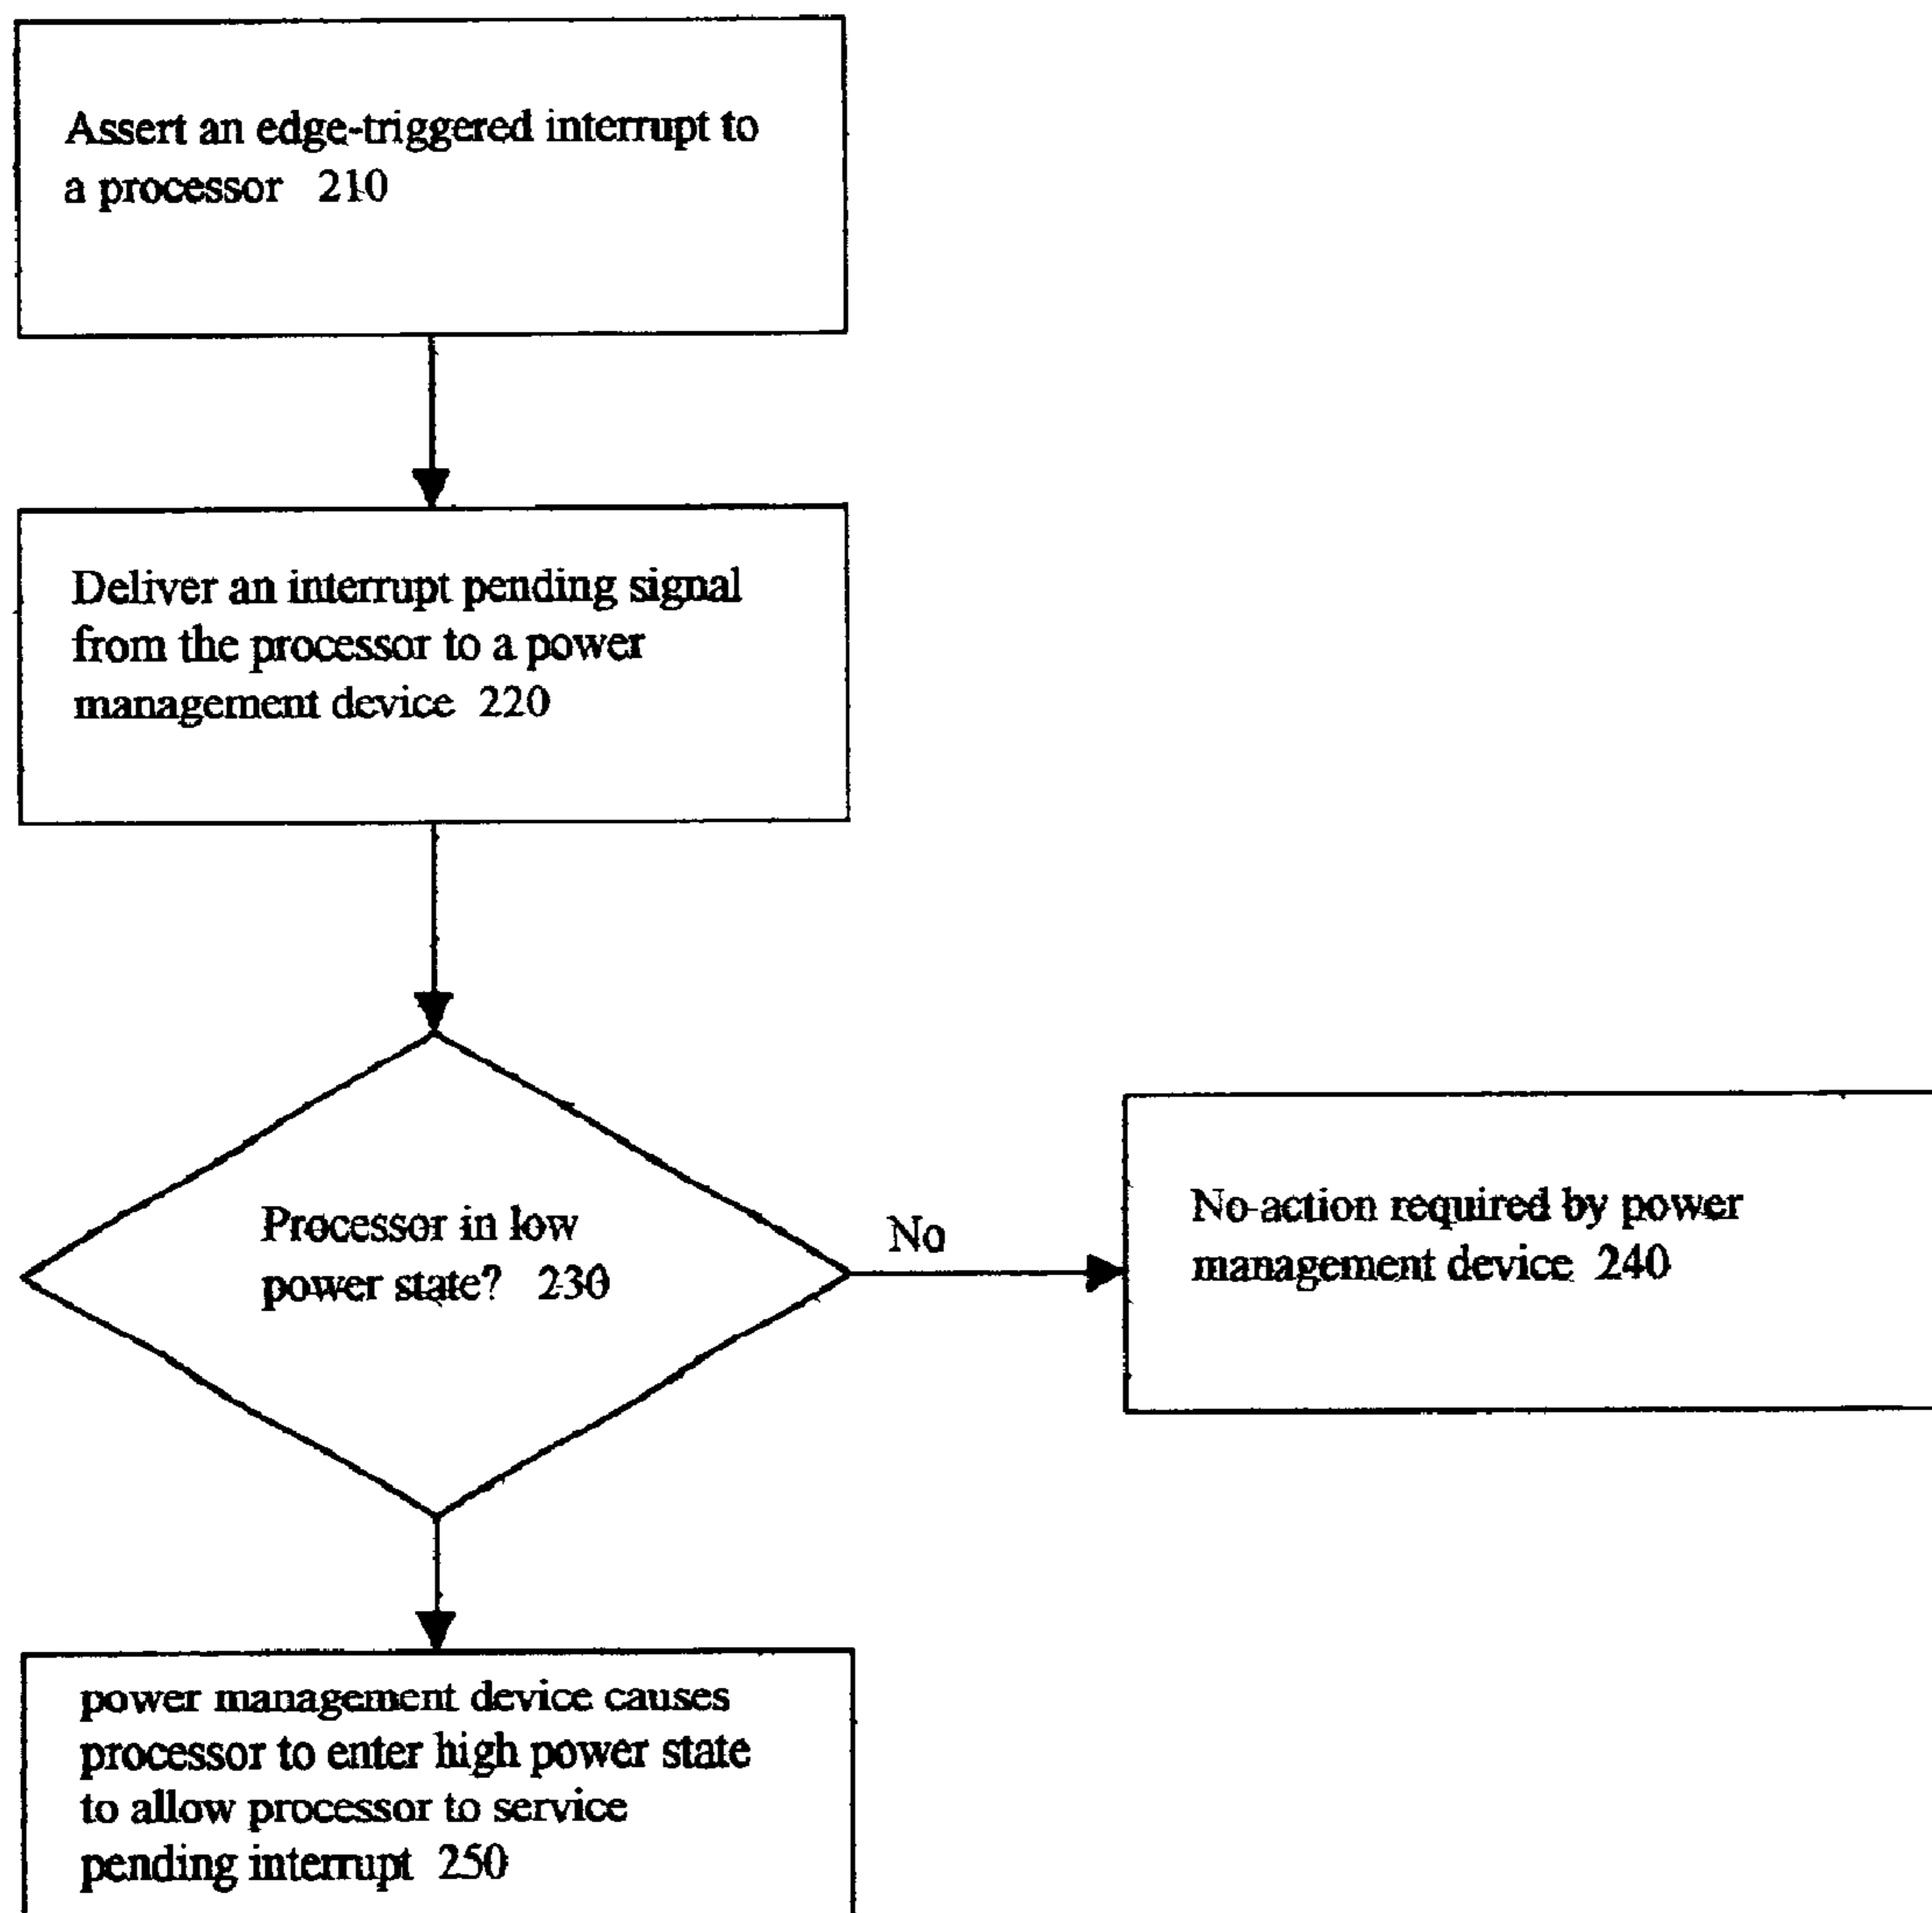 Assert an edge-triggered interrupt to
a processor 210
Deliver an interrupt pending signal
from the processor to a power
management device 220
Processor in low
power state? 230
No
No action required by power
management device 240
power management device causes
processor to enter high power state
to allow processor to service
pending interrupt 250